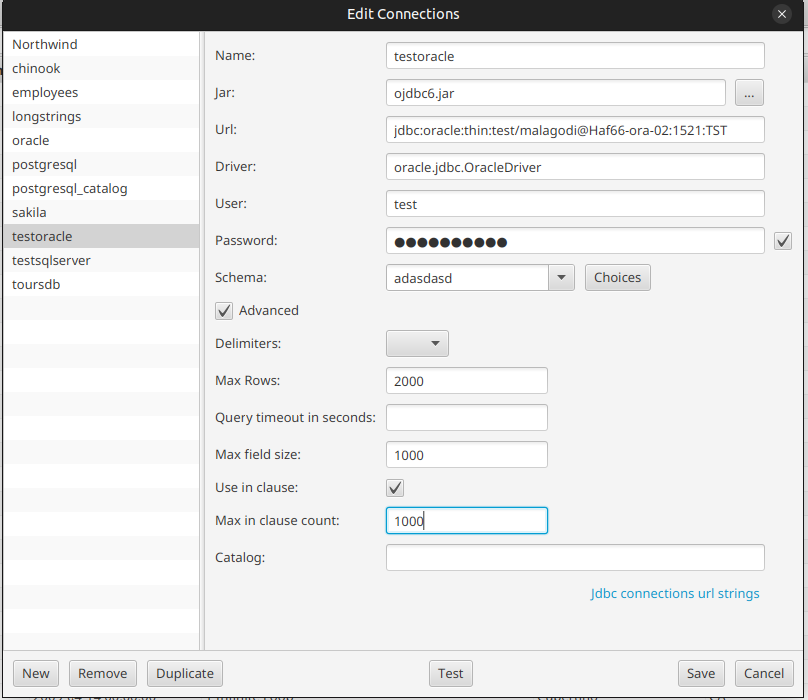 Edit Connections
Northwind
chinook
employees
longstrings
oracle
postgresql
postgresql_catalog
sakila
testoracle
testsqlserver
toursdb
Name: testoracle
Jar: ojdbc6.jar ...
Url: jdbc:oracle:thin:test/malagodi@Haf66-ora-02:1521:TST
Driver: oracle.jdbc.OracleDriver
User: test
Password: ●●●●●●●●●●
Schema: adasdasd Choices
Advanced
Delimiters:
Max Rows: 2000
Query timeout in seconds:
Max field size: 1000
Use in clause:
Max in clause count: 1000
Catalog:
Jdbc connections url strings
New Remove Duplicate Test Save Cancel